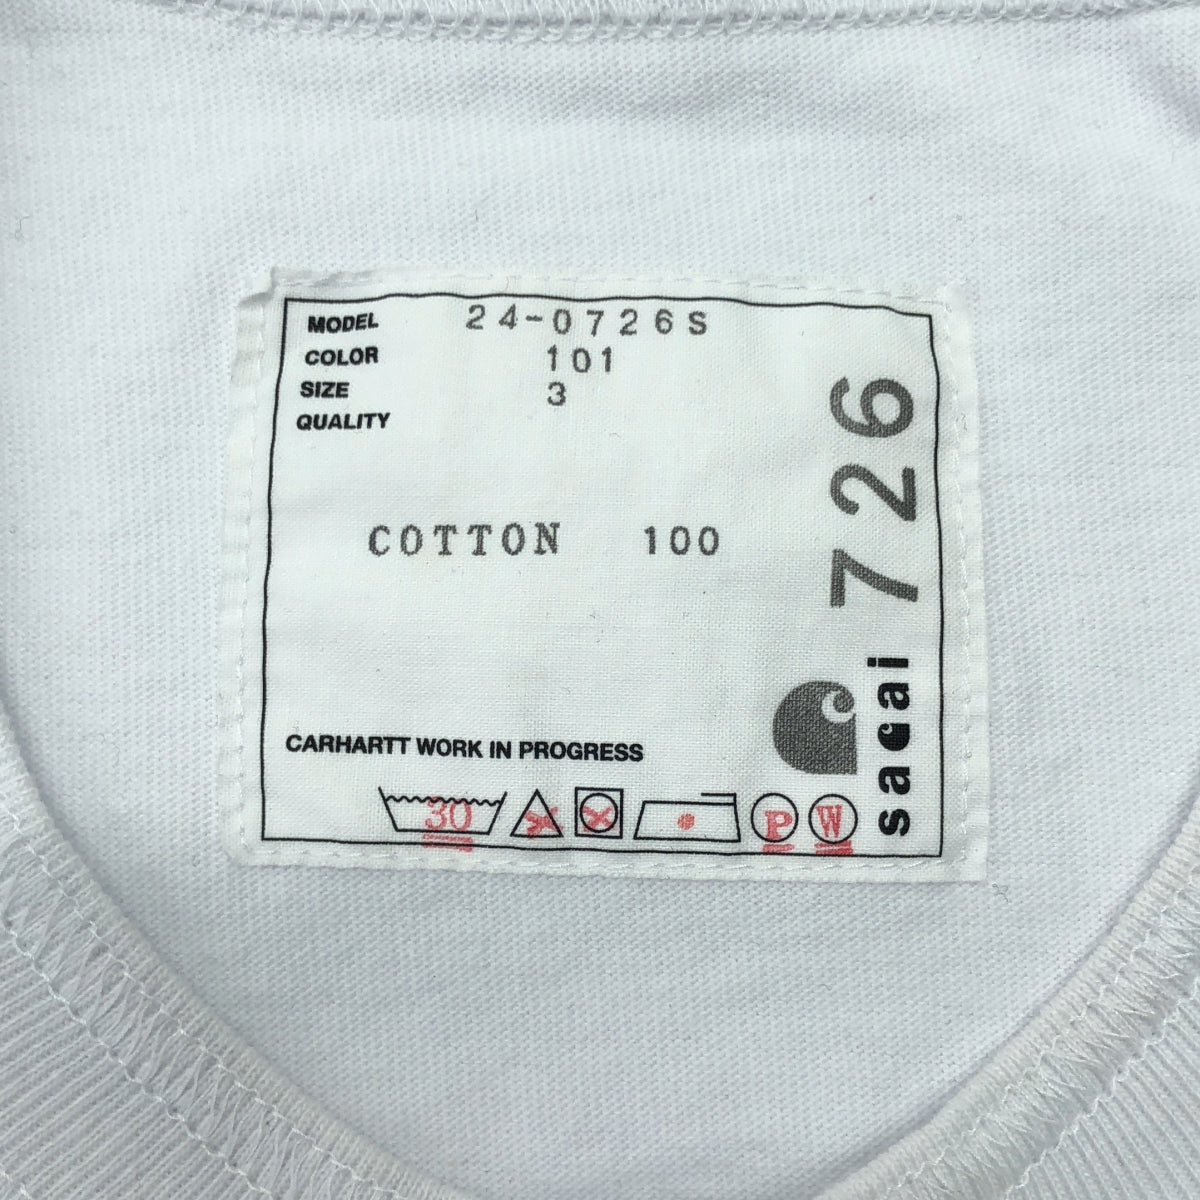 MODEL 24-0726S
COLOR 101
SIZE 3
QUALITY
COTTON 100
CARHARTT WORK IN PROGRESS
30 P W
sacai 726